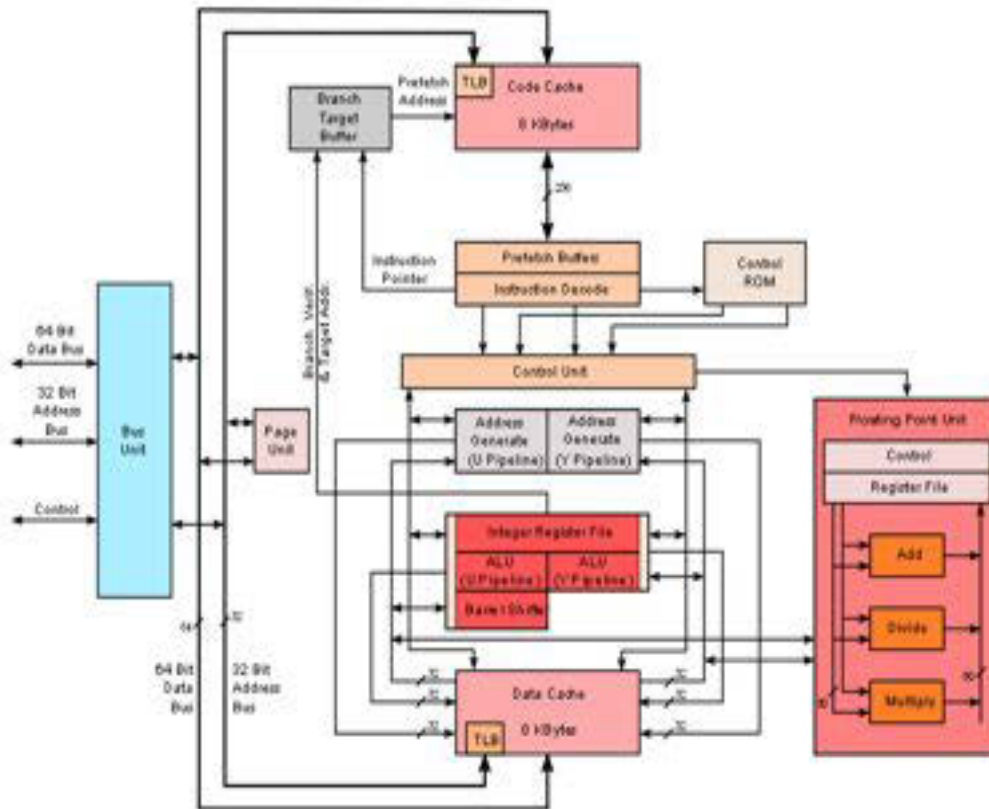 TLB
Code Cache
8 KBytes
Prefetch
Address
Branch
Target
Buffer
256
Instruction
Pointer
Prefetch Buffers
Instruction Decode
Control
ROM
Branch Verif.
& Target Addr.
64 Bit
Data Bus
32 Bit
Address
Bus
Control
Bus
Unit
Page
Unit
Control Unit
Address
Generate
(U Pipeline)
Address
Generate
(V Pipeline)
Integer Register File
ALU
(U Pipeline)
ALU
(V Pipeline)
Barrel Shifter
Floating Point Unit
Control
Register File
Add
Divide
Multiply
80
80
64
32
64 Bit
Data
Bus
32 Bit
Address
Bus
32
32
32
32
32
32
Data Cache
8 KBytes
TLB